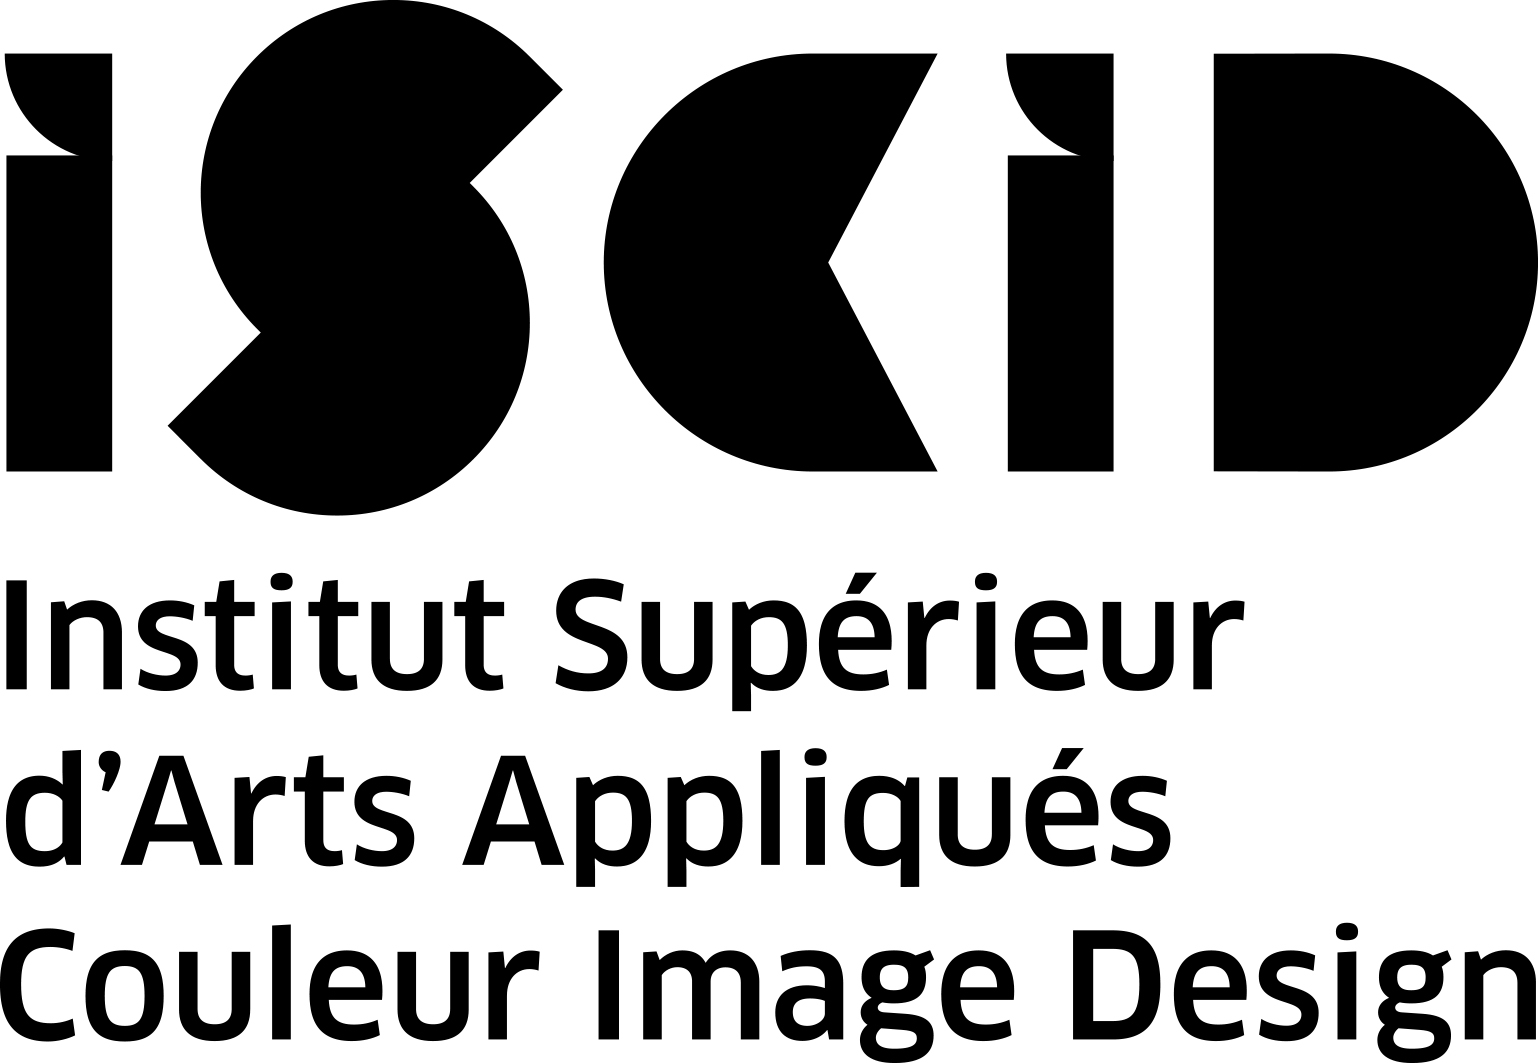 iSCiD
Institut Supérieur
d’Arts Appliqués
Couleur Image Design